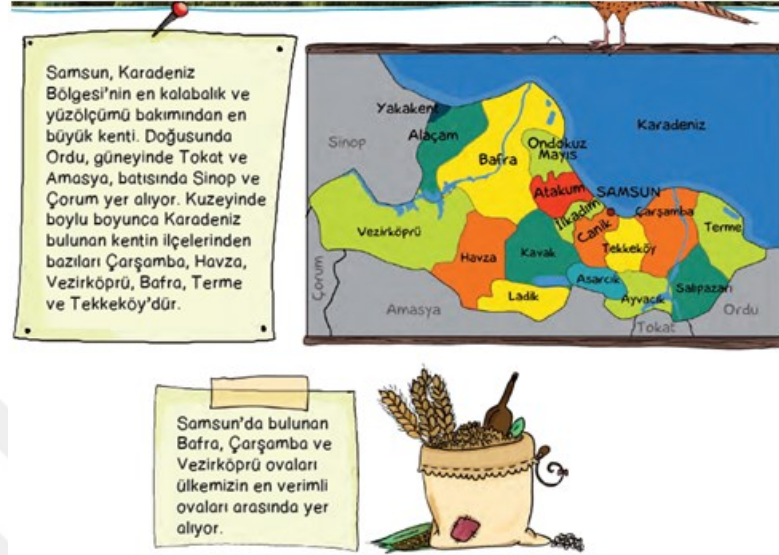 Samsun, Karadeniz
Bölgesi'nin en kalabalık ve
yüzölçümü bakımından en
büyük kenti. Doğusunda
Ordu, güneyinde Tokat ve
Amasya, batısında Sinop ve
Çorum yer alıyor. Kuzeyinde
boylu boyunca Karadeniz
bulunan kentin ilçelerinden
bazıları Çarşamba, Havza,
Vezirköprü, Bafra, Terme
ve Tekkeköy'dür.
Yakakent
Alaçam
Sinop
Bafra
Ondokuz
Mayıs
Karadeniz
Atakum
SAMSUN
İlkadım
Canik
Çarşamba
Terme
Vezirköprü
Havza
Kavak
Tekkeköy
Asarcık
Salıpazarı
Ladik
Ayvacık
Çorum
Amasya
Tokat
Ordu
Samsun'da bulunan
Bafra, Çarşamba ve
Vezirköprü ovaları
ülkemizin en verimli
ovaları arasında yer
alıyor.